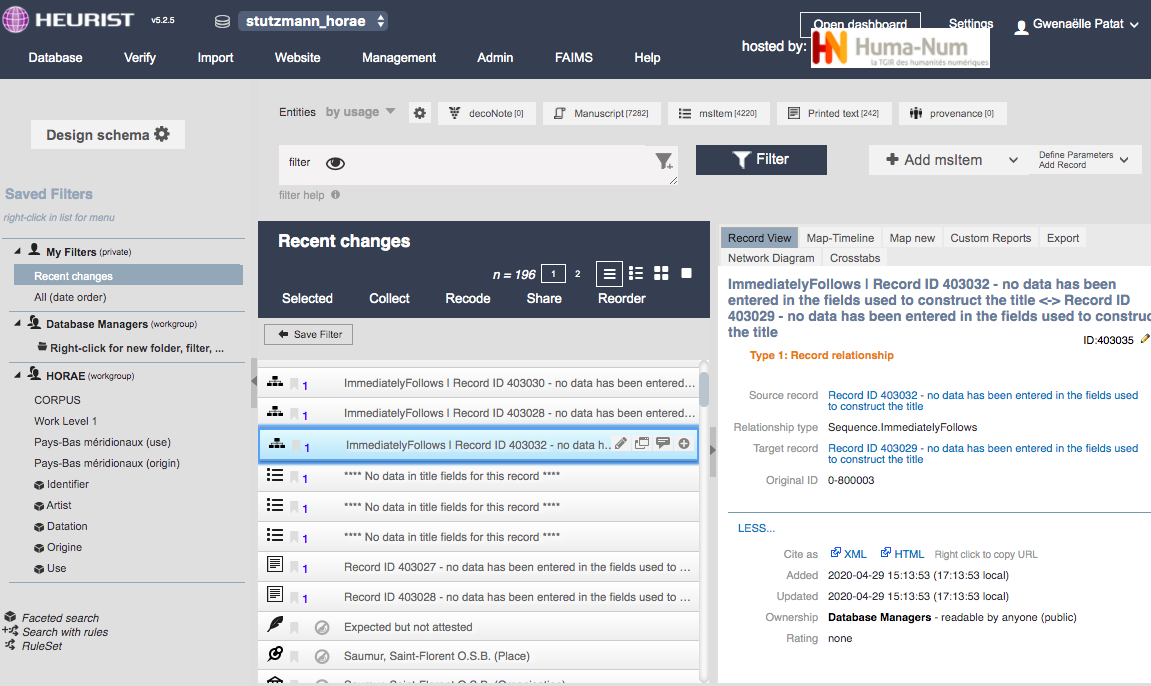 HEURIST v5.2.5
stutzmann_horae
Open dashboard
Settings
Gwenaëlle Patat
hosted by:
Huma-Num
la TGIR des humanités numériques
Database Verify Import Website Management Admin FAIMS Help
Design schema
Saved Filters
right-click in list for menu
My Filters (private)
Recent changes
All (date order)
Database Managers (workgroup)
Right-click for new folder, filter, ...
HORAE (workgroup)
CORPUS
Work Level 1
Pays-Bas méridionaux (use)
Pays-Bas méridionaux (origin)
Identifier
Artist
Datation
Origine
Use
Faceted search
Search with rules
RuleSet
Entities by usage decoNote [0] Manuscript [7282] msItem [4220] Printed text [242] provenance [0]
filter
Filter
Add msItem
Define Parameters
Add Record
filter help
Recent changes
n = 196 1 2
Selected Collect Recode Share Reorder
Save Filter
1 ImmediatelyFollows | Record ID 403030 - no data has been entered...
1 ImmediatelyFollows | Record ID 403028 - no data has been entered...
1 ImmediatelyFollows | Record ID 403032 - no data h...
1 **** No data in title fields for this record ****
1 **** No data in title fields for this record ****
1 **** No data in title fields for this record ****
1 Record ID 403027 - no data has been entered in the fields used to ...
1 Record ID 403028 - no data has been entered in the fields used to ...
Expected but not attested
Saumur, Saint-Florent O.S.B. (Place)
Saumur, Saint-Florent O.S.B. (Organisation)
Record View Map-Timeline Map new Custom Reports Export
Network Diagram Crosstabs
ImmediatelyFollows | Record ID 403032 - no data has been
entered in the fields used to construct the title <-> Record ID
403029 - no data has been entered in the fields used to construc
the title
ID:403035
Type 1: Record relationship
Source record Record ID 403032 - no data has been entered in the fields used
to construct the title
Relationship type Sequence.ImmediatelyFollows
Target record Record ID 403029 - no data has been entered in the fields used
to construct the title
Original ID 0-800003
LESS...
Cite as XML HTML Right click to copy URL
Added 2020-04-29 15:13:53 (17:13:53 local)
Updated 2020-04-29 15:13:53 (17:13:53 local)
Ownership Database Managers - readable by anyone (public)
Rating none